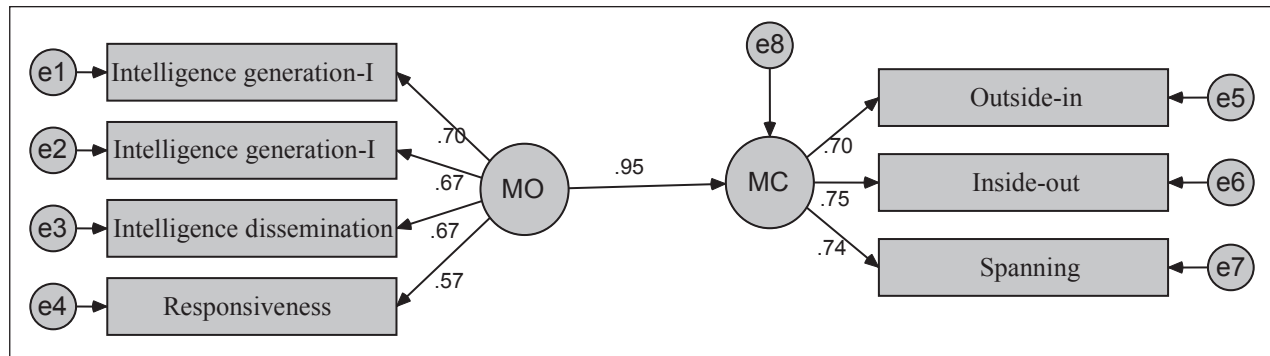 e1
Intelligence generation-I
e2
Intelligence generation-I
e3
Intelligence dissemination
e4
Responsiveness
.70
.67
.67
.57
MO
.95
e8
MC
.70
.75
.74
Outside-in
e5
Inside-out
e6
Spanning
e7